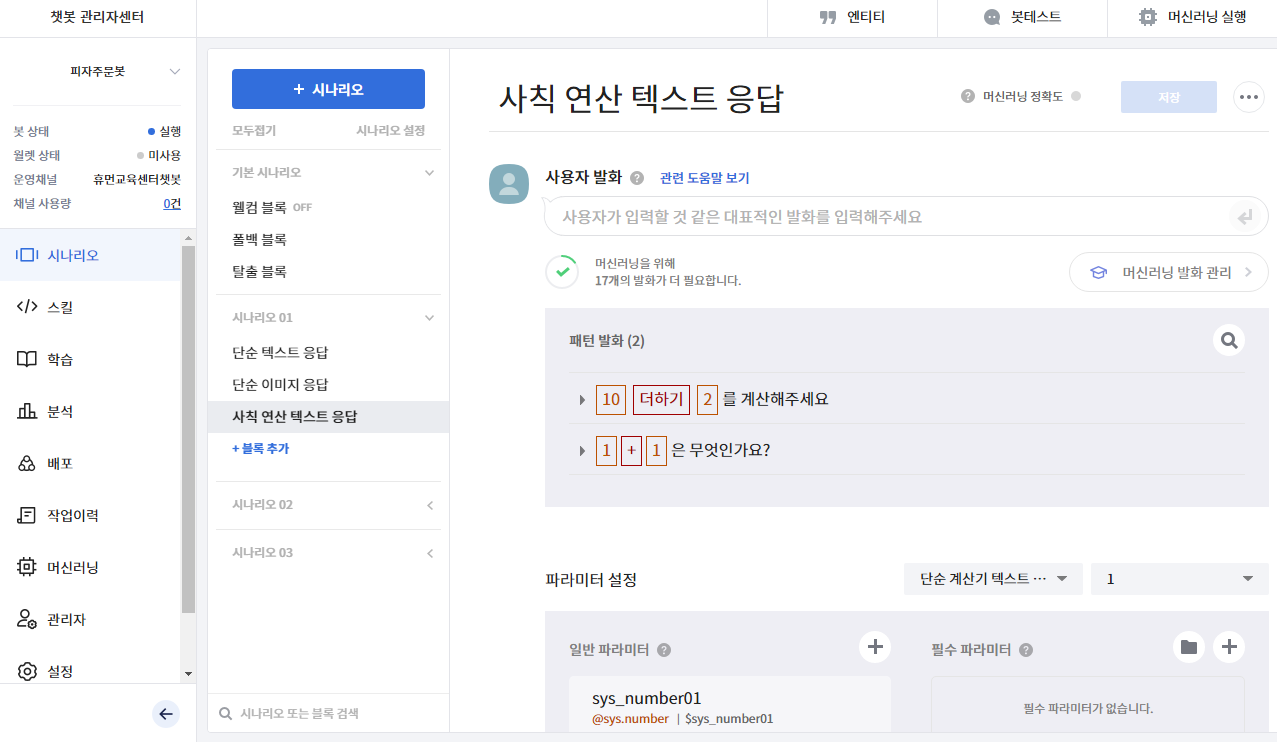 챗봇 관리자센터
엔티티
봇테스트
머신러닝 실행
피자주문봇
봇 상태
실행
월렛 상태
미사용
운영채널
휴먼교육센터챗봇
채널 사용량
0건
시나리오
스킬
학습
분석
배포
작업이력
머신러닝
관리자
설정
+ 시나리오
모두접기
시나리오 설정
기본 시나리오
웰컴 블록 OFF
폴백 블록
탈출 블록
시나리오 01
단순 텍스트 응답
단순 이미지 응답
사칙 연산 텍스트 응답
+ 블록 추가
시나리오 02
시나리오 03
시나리오 또는 블록 검색
사칙 연산 텍스트 응답
? 머신러닝 정확도
저장
사용자 발화 ? 관련 도움말 보기
사용자가 입력할 것 같은 대표적인 발화를 입력해주세요
머신러닝을 위해
17개의 발화가 더 필요합니다.
머신러닝 발화 관리
패턴 발화 (2)
10 더하기 2 를 계산해주세요
1 + 1 은 무엇인가요?
파라미터 설정
단순 계산기 텍스트 ···
1
일반 파라미터 ?
필수 파라미터 ?
sys_number01
@sys.number | $sys_number01
필수 파라미터가 없습니다.